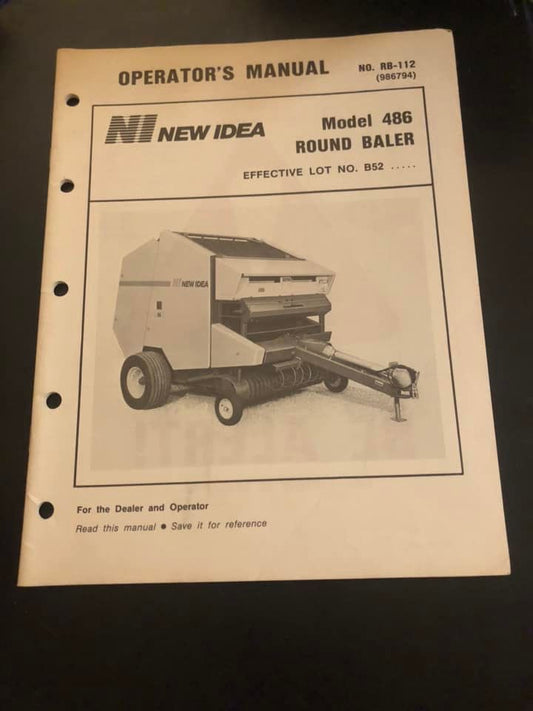 OPERATOR'S MANUAL
NO. RB-112
(986794)
NI NEW IDEA
Model 486
ROUND BALER
EFFECTIVE LOT NO. B52 .....
NI NEW IDEA
For the Dealer and Operator
Read this manual ● Save it for reference